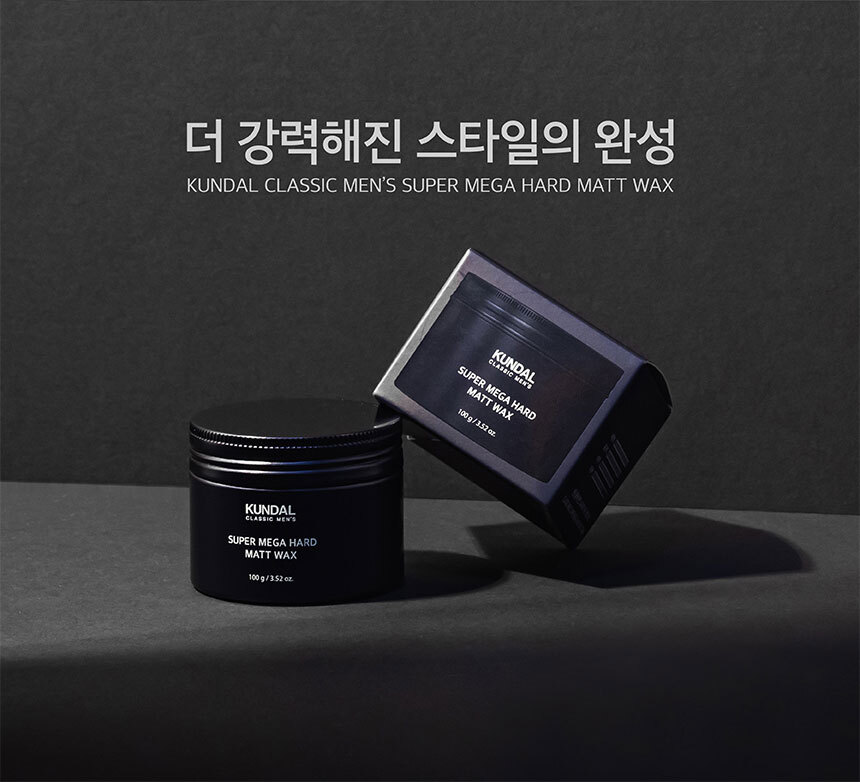 더 강력해진 스타일의 완성
KUNDAL CLASSIC MEN'S SUPER MEGA HARD MATT WAX
KUNDAL
CLASSIC MEN'S
SUPER MEGA HARD
MATT WAX
100 g / 3.52 oz.
KUNDAL
CLASSIC MEN'S
SUPER MEGA HARD
MATT WAX
100 g / 3.52 oz.